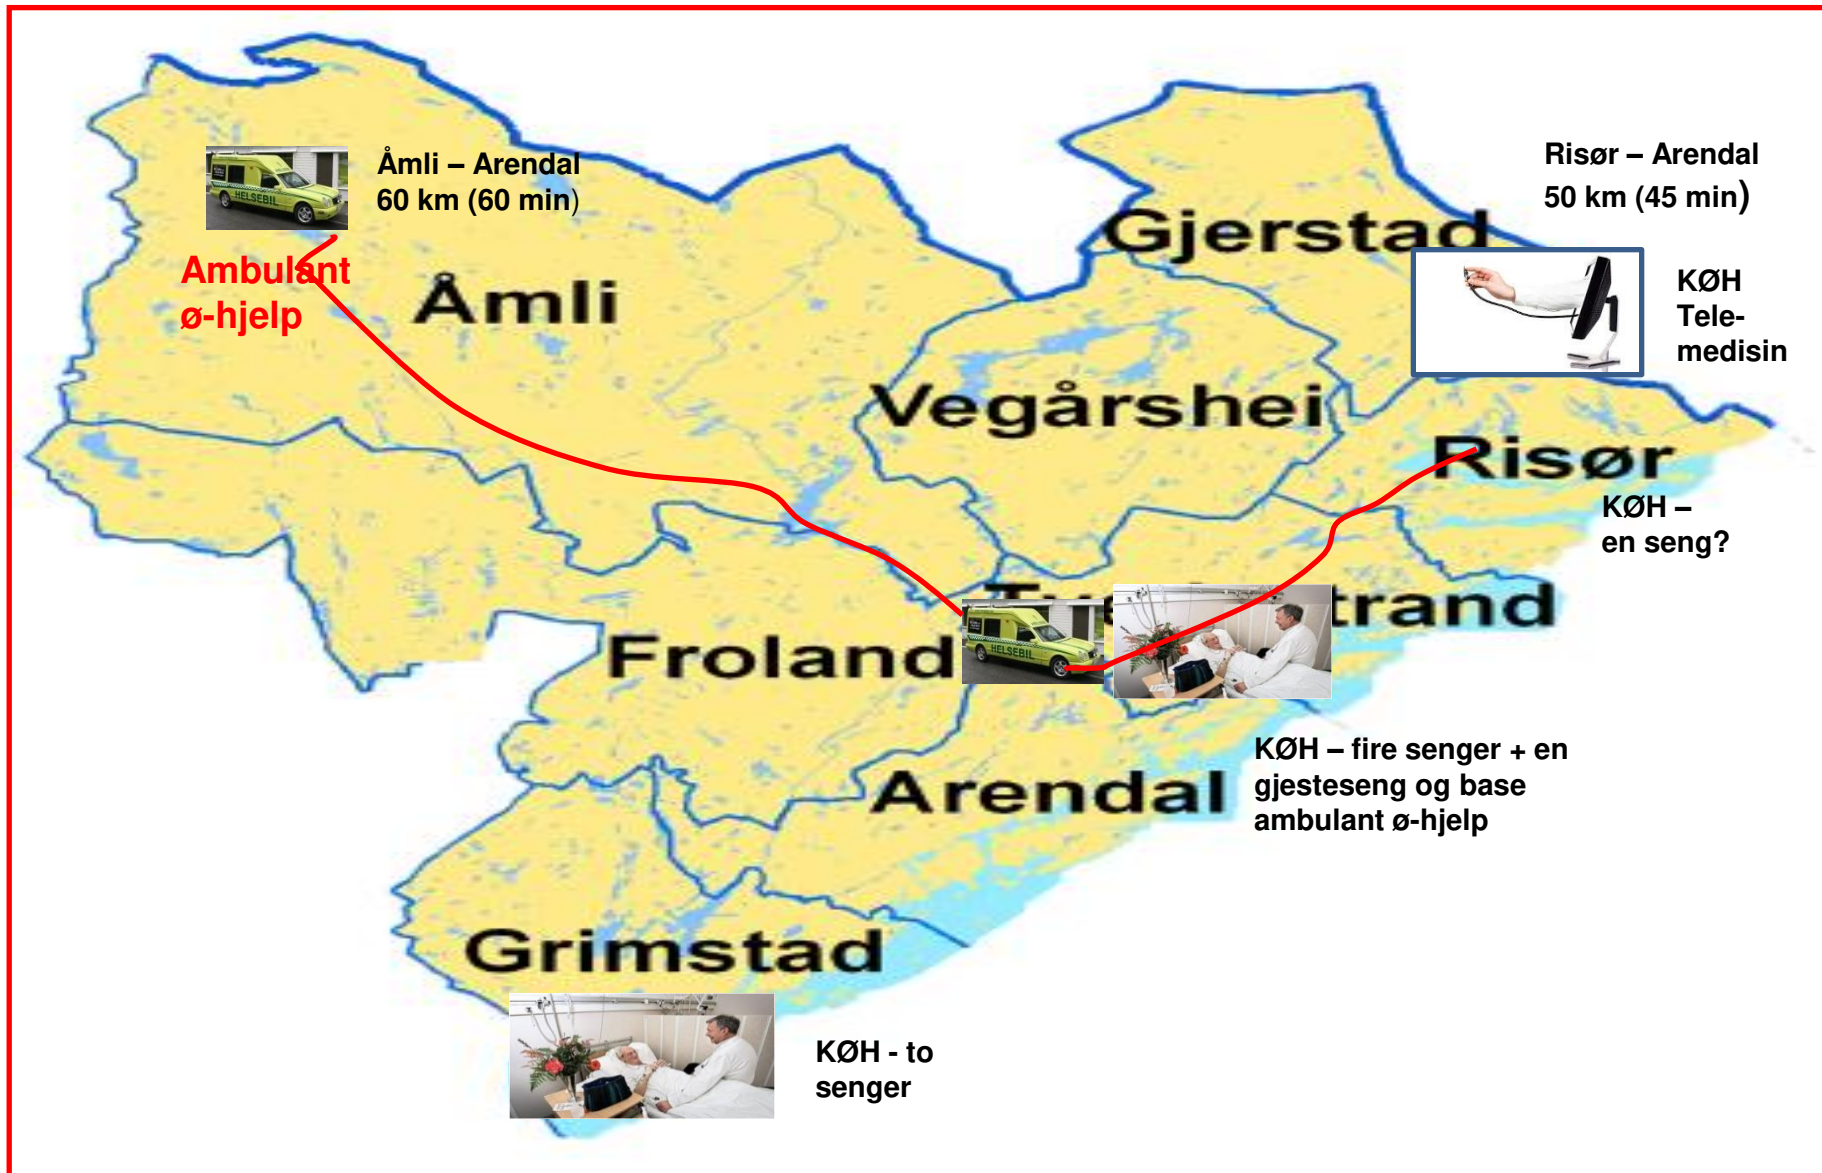 Åmli – Arendal
60 km (60 min)
Risør – Arendal
50 km (45 min)
Gjerstad
HELSEBIL
Ambulant
ø-hjelp
Åmli
KØH
Tele-
medisin
Vegårshei
Risør
KØH –
en seng?
trand
Froland
HELSEBIL
KØH – fire senger + en
gjesteseng og base
ambulant ø-hjelp
Arendal
Grimstad
KØH - to
senger